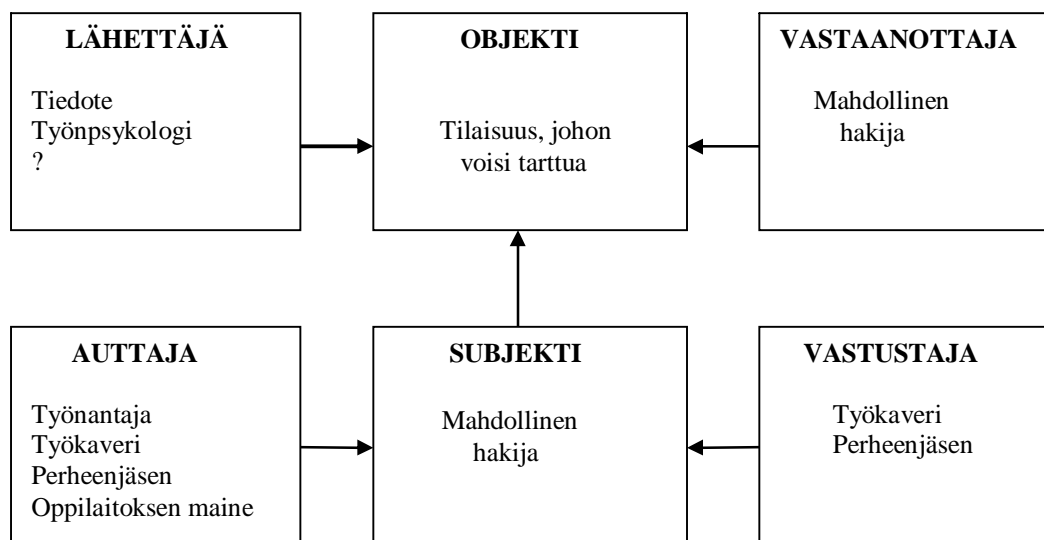 LÄHETTÄJÄ
Tiedote
Työnpsykologi
?
OBJEKTI
Tilaisuus, johon
voisi tarttua
VASTAANOTTAJA
Mahdollinen
hakija
AUTTAJA
Työnantaja
Työkaveri
Perheenjäsen
Oppilaitoksen maine
SUBJEKTI
Mahdollinen
hakija
VASTUSTAJA
Työkaveri
Perheenjäsen